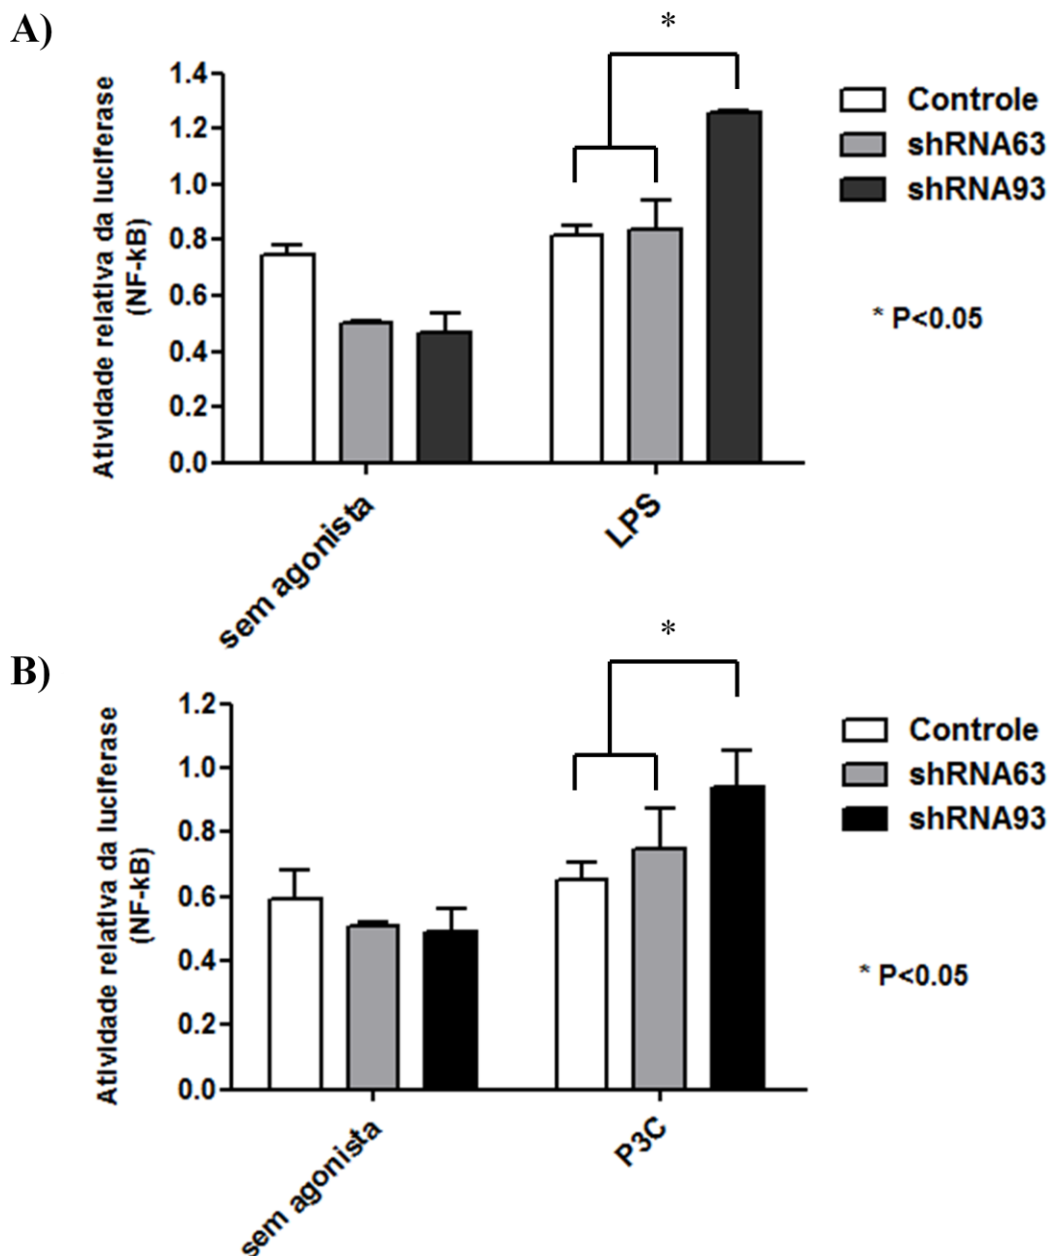 A)
*
Atividade relativa da luciferase
(NF-kB)
1.4
1.2
1.0
0.8
0.6
0.4
0.2
0.0
sem agonista
LPS
Controle
shRNA63
shRNA93
* P<0.05
B)
*
Atividade relativa da luciferase
(NF-kB)
1.2
1.0
0.8
0.6
0.4
0.2
0.0
sem agonista
P3C
Controle
shRNA63
shRNA93
* P<0.05